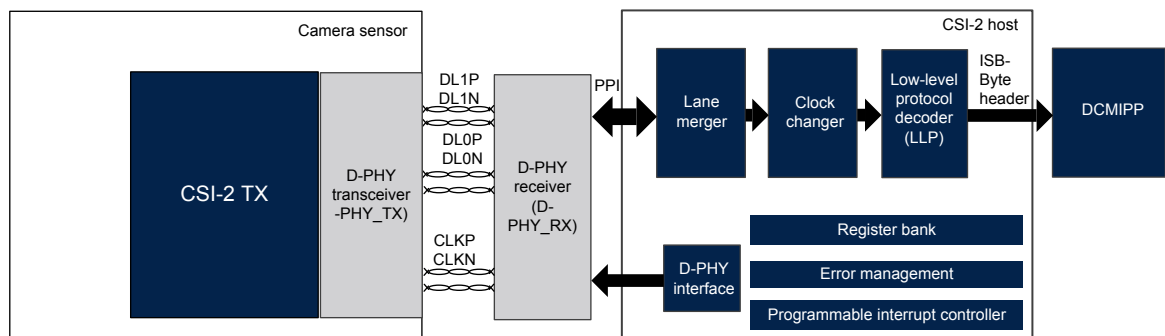 Camera sensor
CSI-2 TX
D-PHY
transceiver
-PHY_TX)
DL1P
DL1N
DL0P
DL0N
CLKP
CLKN
D-PHY
receiver
(D-
PHY_RX)
PPI
CSI-2 host
Lane
merger
Clock
changer
Low-level
protocol
decoder
(LLP)
ISB-
Byte
header
DCMIPP
D-PHY
interface
Register bank
Error management
Programmable interrupt controller